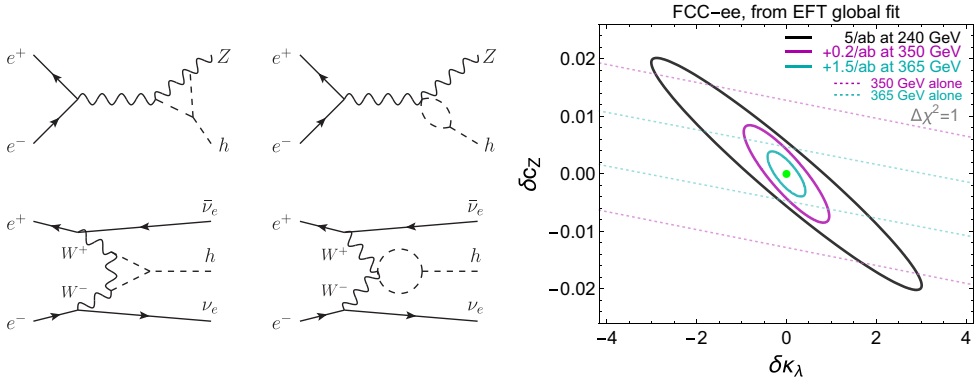 e⁺
Z
e⁻
h
e⁺
Z
e⁻
h
e⁺
ν̄ₑ
W⁺
h
W⁻
e⁻
νₑ
e⁺
ν̄ₑ
W⁺
h
W⁻
e⁻
νₑ
FCC-ee, from EFT global fit
5/ab at 240 GeV
+0.2/ab at 350 GeV
+1.5/ab at 365 GeV
350 GeV alone
365 GeV alone
Δχ²=1
0.02
0.01
0.00
-0.01
-0.02
δc_Z
-4
-2
0
2
4
δκ_λ